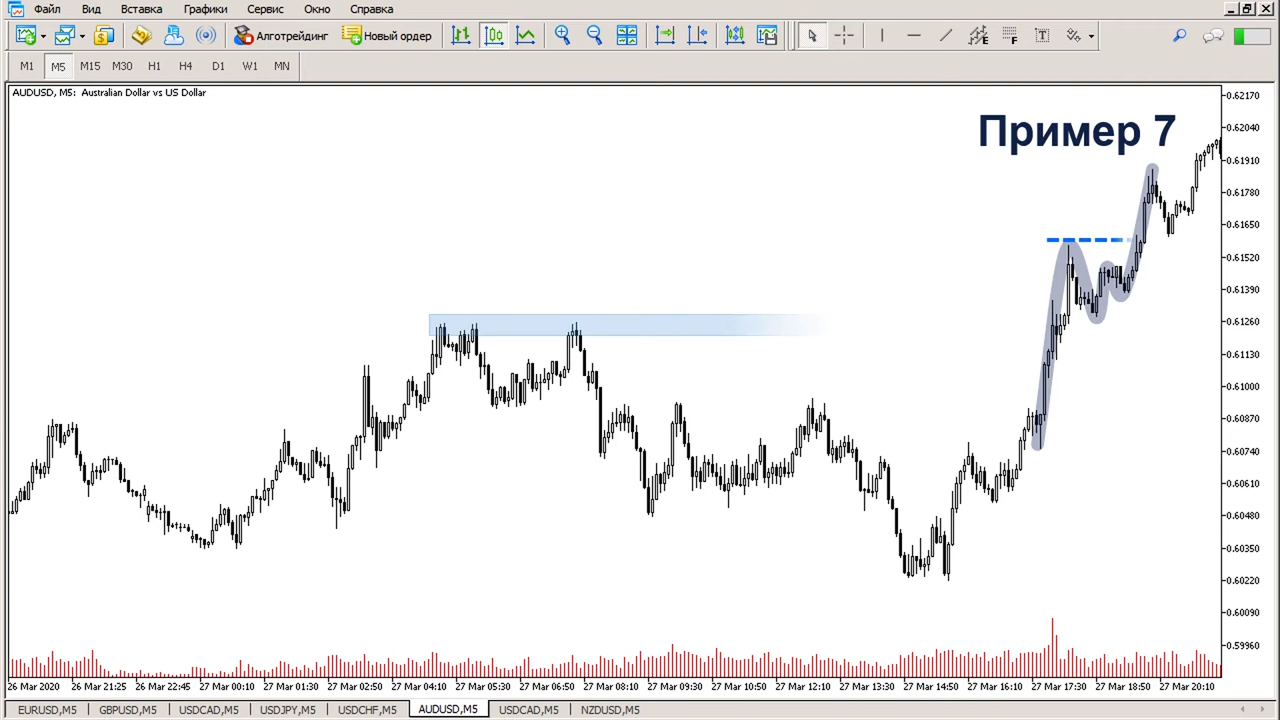 Файл Вид Вставка Графики Сервис Окно Справка
Алготрейдинг Новый ордер
M1 M5 M15 M30 H1 H4 D1 W1 MN
AUDUSD, M5: Australian Dollar vs US Dollar
Пример 7
0.62170
0.62040
0.61910
0.61780
0.61650
0.61520
0.61390
0.61260
0.61130
0.61000
0.60870
0.60740
0.60610
0.60480
0.60350
0.60220
0.60090
0.59960
26 Mar 2020 26 Mar 21:25 26 Mar 22:45 27 Mar 00:10 27 Mar 01:30 27 Mar 02:50 27 Mar 04:10 27 Mar 05:30 27 Mar 06:50 27 Mar 08:10 27 Mar 09:30 27 Mar 10:50 27 Mar 12:10 27 Mar 13:30 27 Mar 14:50 27 Mar 16:10 27 Mar 17:30 27 Mar 18:50 27 Mar 20:10
EURUSD,M5 GBPUSD,M5 USDCAD,M5 USDJPY,M5 USDCHF,M5 AUDUSD,M5 USDCAD,M5 NZDUSD,M5